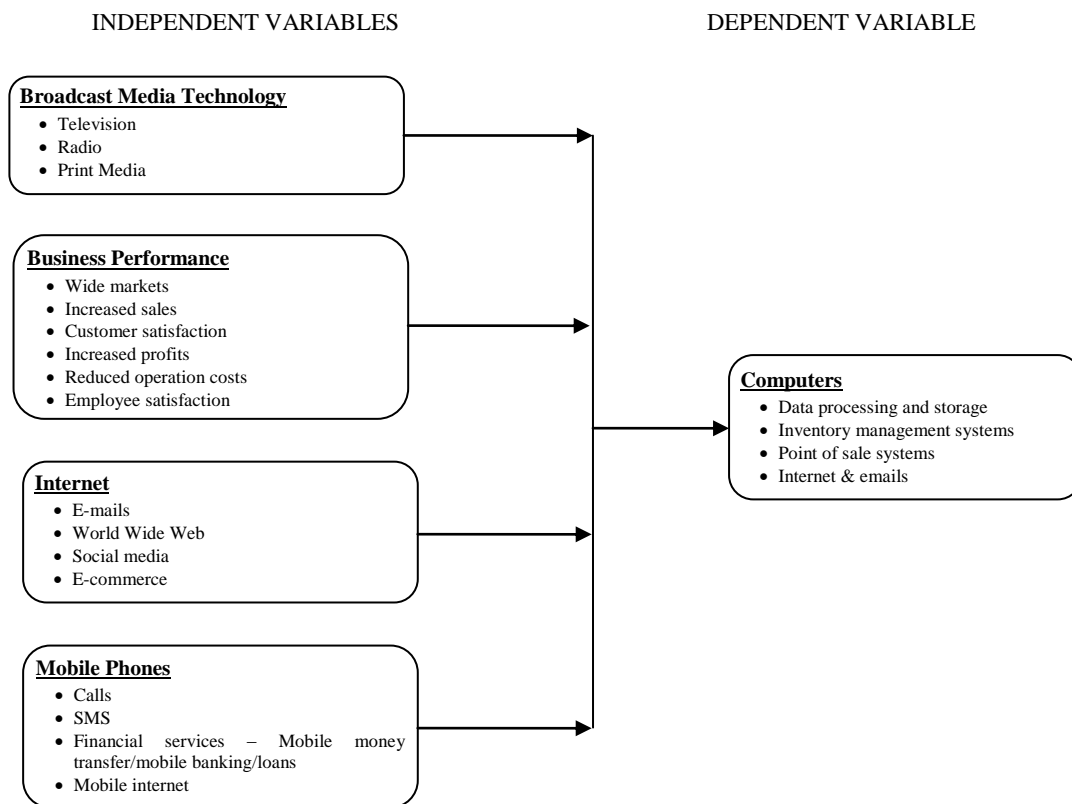 INDEPENDENT VARIABLES
DEPENDENT VARIABLE
Broadcast Media Technology
• Television
• Radio
• Print Media
Business Performance
• Wide markets
• Increased sales
• Customer satisfaction
• Increased profits
• Reduced operation costs
• Employee satisfaction
Internet
• E-mails
• World Wide Web
• Social media
• E-commerce
Mobile Phones
• Calls
• SMS
• Financial services – Mobile money
transfer/mobile banking/loans
• Mobile internet
Computers
• Data processing and storage
• Inventory management systems
• Point of sale systems
• Internet & emails